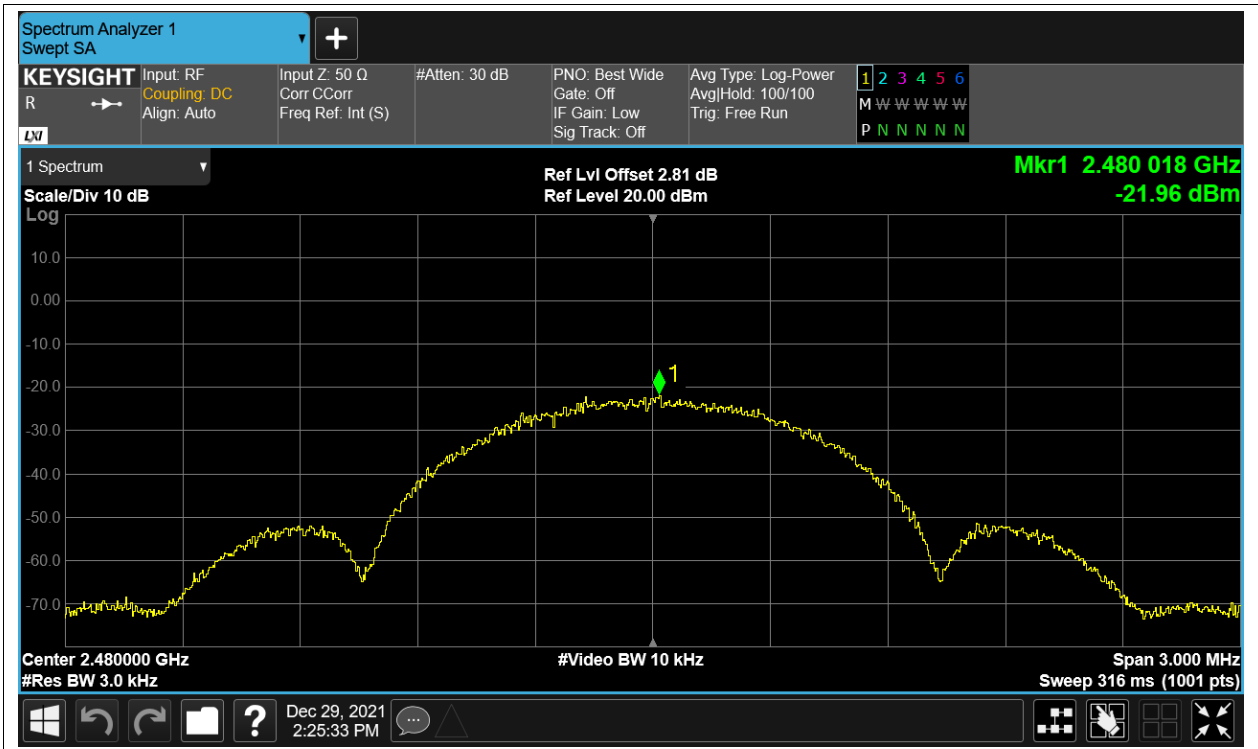 Spectrum Analyzer 1
Swept SA
KEYSIGHT
R
LXI
Input: RF
Coupling: DC
Align: Auto
Input Z: 50 Ω
Corr CCorr
Freq Ref: Int (S)
#Atten: 30 dB
PNO: Best Wide
Gate: Off
IF Gain: Low
Sig Track: Off
Avg Type: Log-Power
Avg|Hold: 100/100
Trig: Free Run
1 2 3 4 5 6
M W W W W W
P N N N N N
1 Spectrum
Scale/Div 10 dB
Log
Ref Lvl Offset 2.81 dB
Ref Level 20.00 dBm
Mkr1 2.480 018 GHz
-21.96 dBm
10.0
0.00
-10.0
-20.0
-30.0
-40.0
-50.0
-60.0
-70.0
1
Center 2.480000 GHz
#Res BW 3.0 kHz
#Video BW 10 kHz
Span 3.000 MHz
Sweep 316 ms (1001 pts)
?
Dec 29, 2021
2:25:33 PM